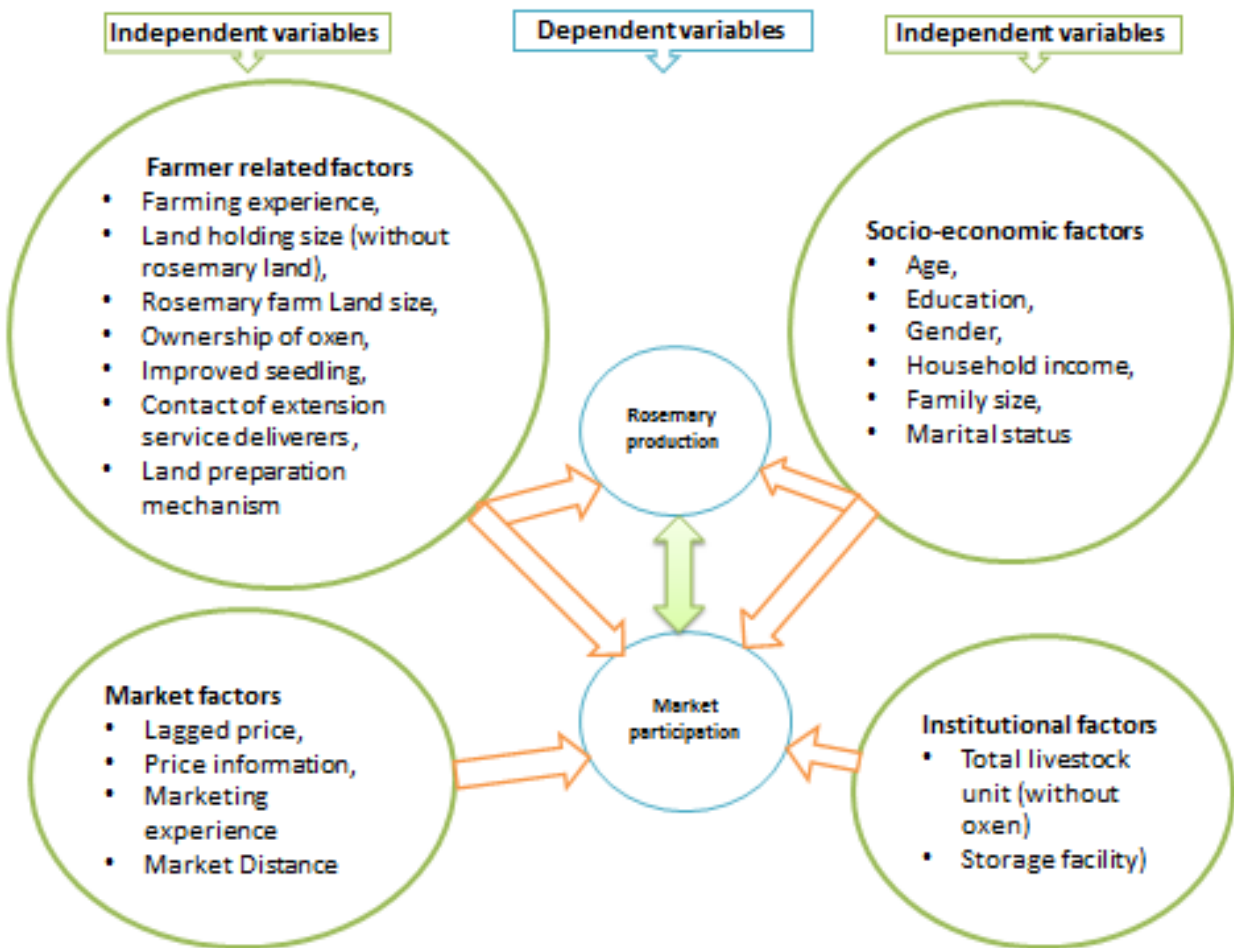 Independent variables
Dependent variables
Independent variables
Farmer related factors
• Farming experience,
• Land holding size (without
rosemary land),
• Rosemary farm Land size,
• Ownership of oxen,
• Improved seedling,
• Contact of extension
service deliverers,
• Land preparation
mechanism
Socio-economic factors
• Age,
• Education,
• Gender,
• Household income,
• Family size,
• Marital status
Rosemary
production
Market factors
• Lagged price,
• Price information,
• Marketing
experience
• Market Distance
Market
participation
Institutional factors
• Total livestock
unit (without
oxen)
• Storage facility)